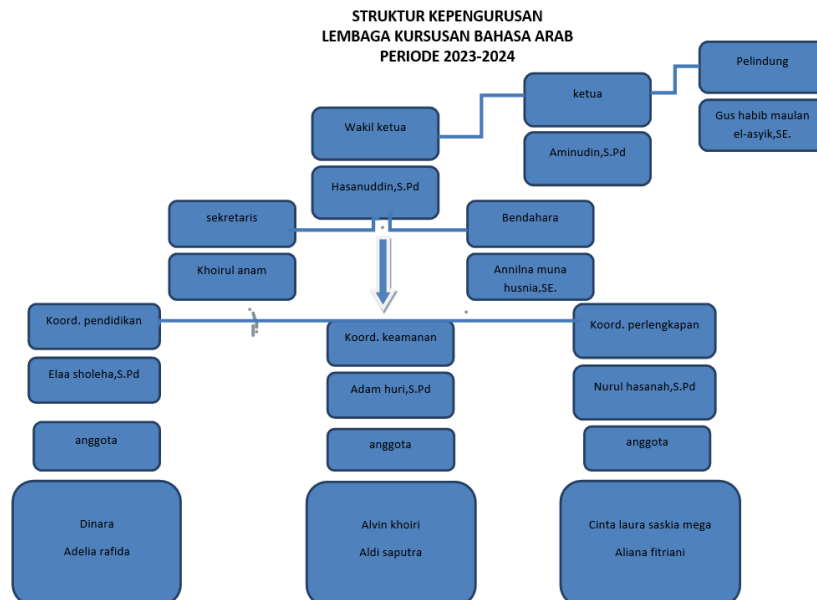 STRUKTUR KEPENGURUSAN
LEMBAGA KURSUSAN BAHASA ARAB
PERIODE 2023-2024
Pelindung
Gus habib maulan
el-asyik,SE.
ketua
Aminudin,S.Pd
Wakil ketua
Hasanuddin,S.Pd
sekretaris
Khoirul anam
Bendahara
Annilna muna
husnia,SE.
Koord. pendidikan
Elaa sholeha,S.Pd
anggota
Dinara
Adelia rafida
Koord. keamanan
Adam huri,S.Pd
anggota
Alvin khoiri
Aldi saputra
Koord. perlengkapan
Nurul hasanah,S.Pd
anggota
Cinta laura saskia mega
Aliana fitriani